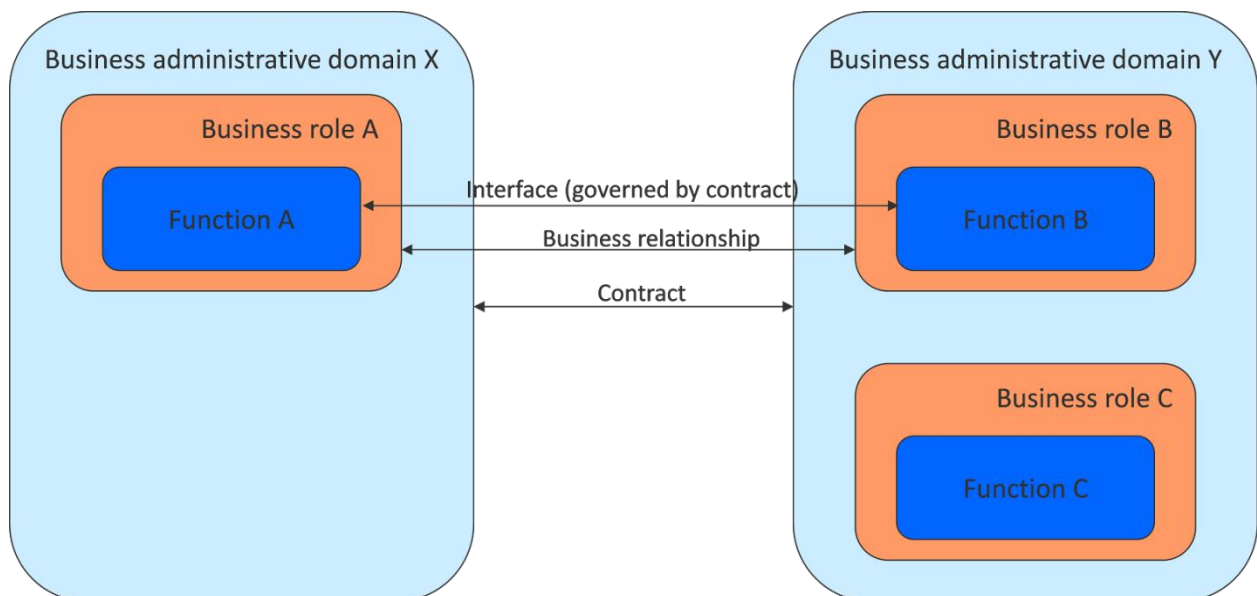 Business administrative domain X
Business role A
Function A
Interface (governed by contract)
Business relationship
Contract
Business administrative domain Y
Business role B
Function B
Business role C
Function C